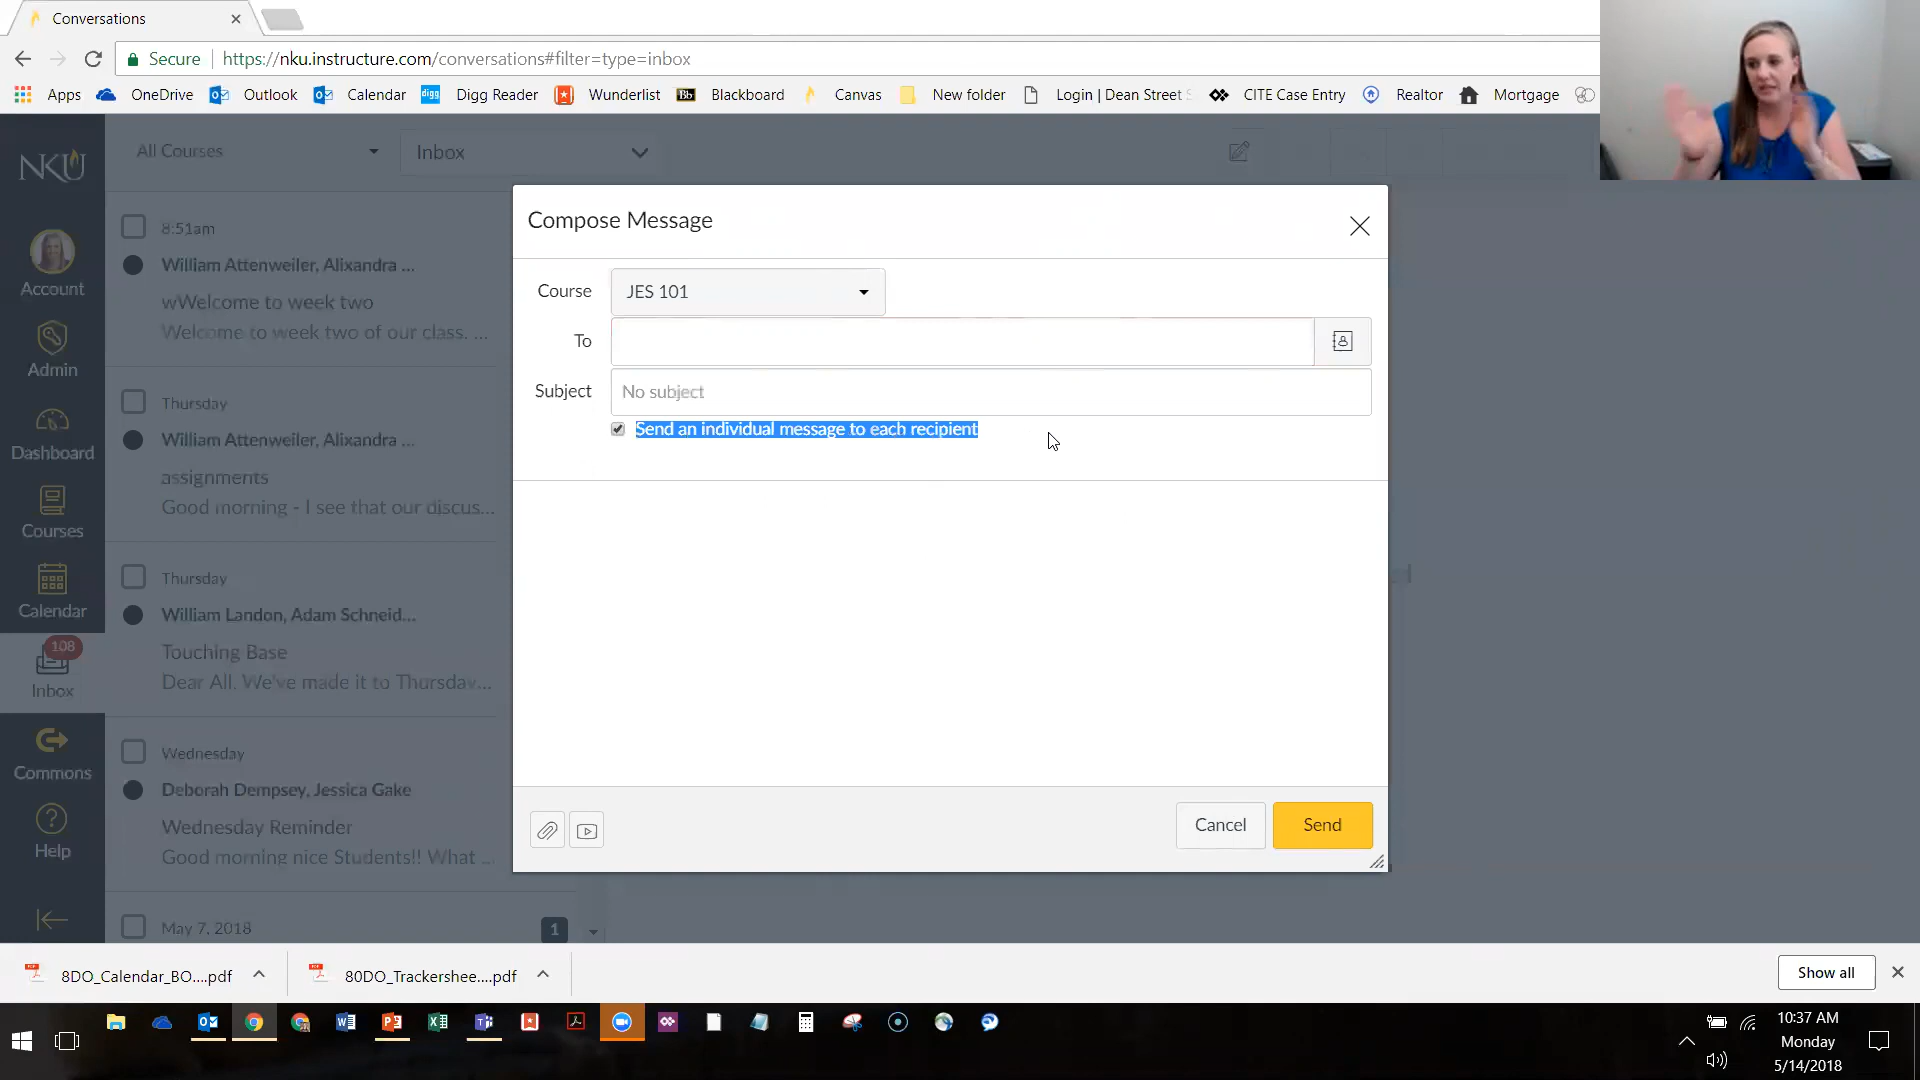 Conversations
Secure https://nku.instructure.com/conversations#filter=type=inbox
Apps OneDrive Outlook Calendar digg Digg Reader Wunderlist Bb Blackboard Canvas New folder Login | Dean Street S CITE Case Entry Realtor Mortgage
NKU
Account
Admin
Dashboard
Courses
Calendar
108
Inbox
Commons
Help
All Courses
Inbox
8:51am
William Attenweiler, Alixandra ...
wWelcome to week two
Welcome to week two of our class. ...
Thursday
William Attenweiler, Alixandra ...
assignments
Good morning - I see that our discus...
Thursday
William Landon, Adam Schneid...
Touching Base
Dear All. We've made it to Thursday...
Wednesday
Deborah Dempsey, Jessica Gake
Wednesday Reminder
Good morning nice Students!! What ...
May 7, 2018
1
Compose Message
Course JES 101
To
Subject No subject
Send an individual message to each recipient
Cancel Send
8DO_Calendar_BO....pdf
80DO_Trackershee....pdf
Show all
10:37 AM
Monday
5/14/2018